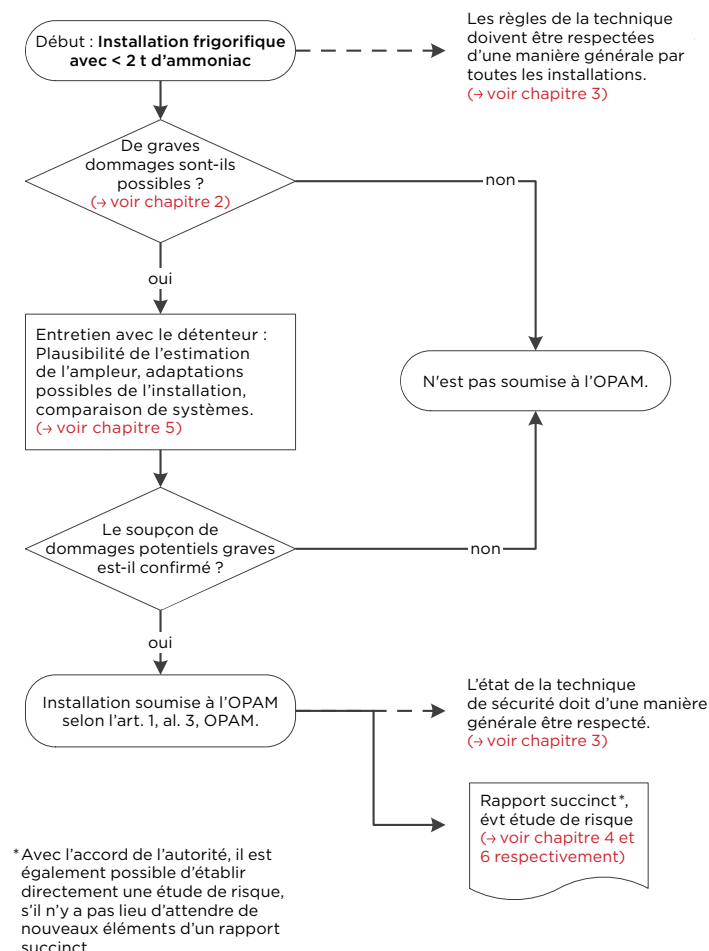 Début : Installation frigorifique
avec < 2 t d'ammoniac
Les règles de la technique
doivent être respectées
d'une manière générale par
toutes les installations.
(→ voir chapitre 3)
De graves
dommages sont-ils
possibles ?
(→ voir chapitre 2)
non
oui
Entretien avec le détenteur :
Plausibilité de l'estimation
de l'ampleur, adaptations
possibles de l'installation,
comparaison de systèmes.
(→ voir chapitre 5)
N'est pas soumise à l'OPAM.
Le soupçon de
dommages potentiels graves
est-il confirmé ?
non
oui
Installation soumise à l'OPAM
selon l'art. 1, al. 3, OPAM.
L'état de la technique
de sécurité doit d'une manière
générale être respecté.
(→ voir chapitre 3)
Rapport succinct*,
évt étude de risque
(→ voir chapitre 4 et
6 respectivement)
*Avec l'accord de l'autorité, il est
également possible d'établir
directement une étude de risque,
s'il n'y a pas lieu d'attendre de
nouveaux éléments d'un rapport
succinct